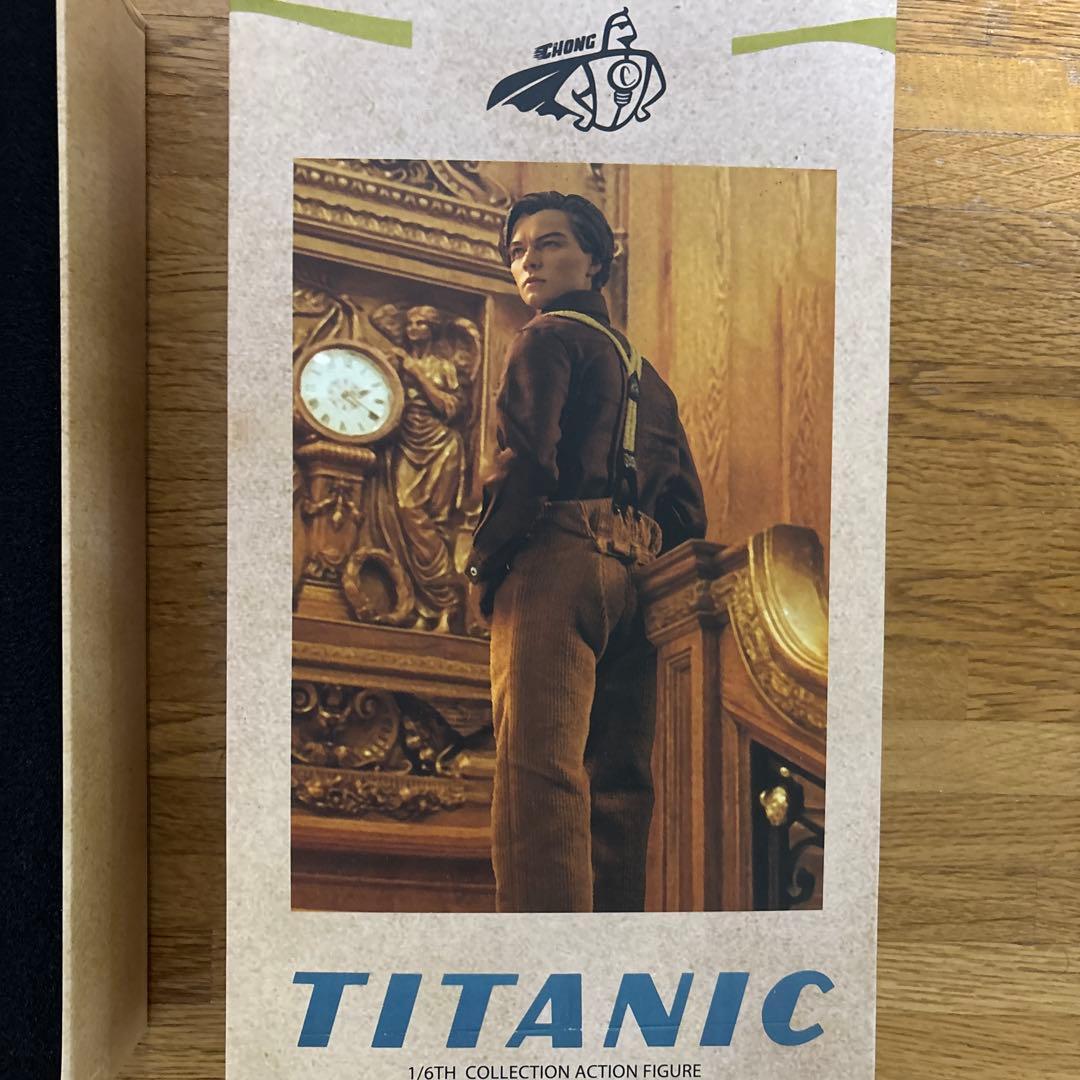 CHONG
C
TITANIC
1/6TH COLLECTION ACTION FIGURE